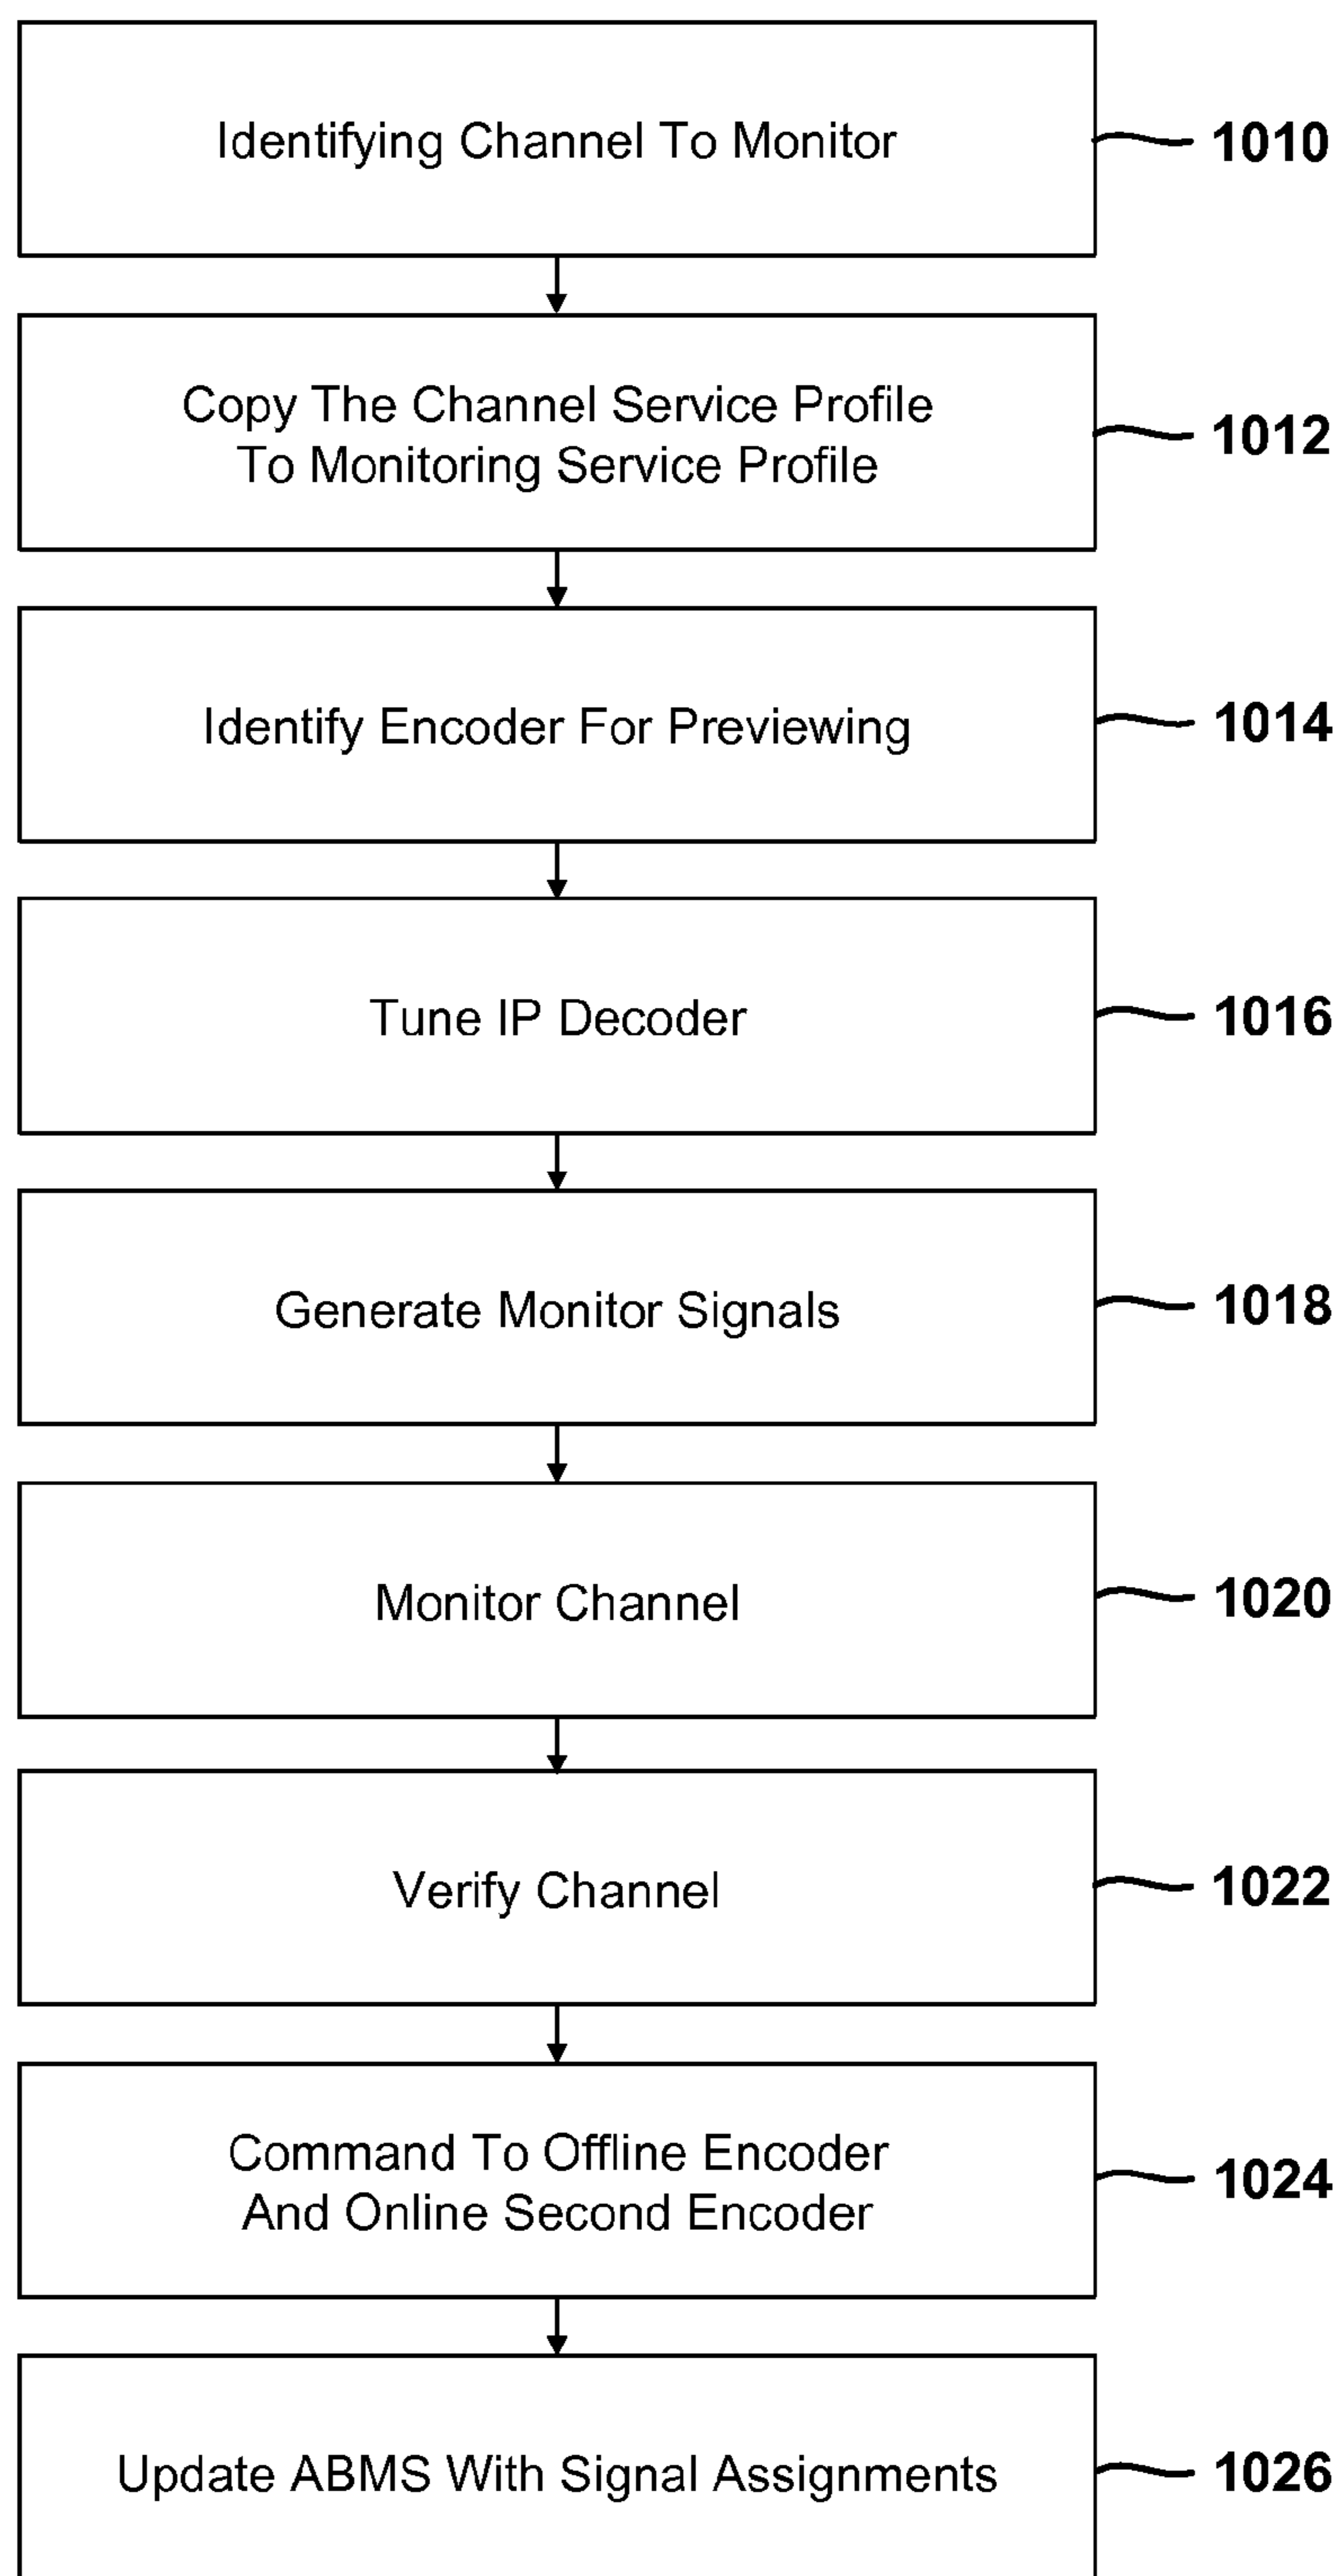 Identifying Channel To Monitor
1010
Copy The Channel Service Profile
To Monitoring Service Profile
1012
Identify Encoder For Previewing
1014
Tune IP Decoder
1016
Generate Monitor Signals
1018
Monitor Channel
1020
Verify Channel
1022
Command To Offline Encoder
And Online Second Encoder
1024
Update ABMS With Signal Assignments
1026